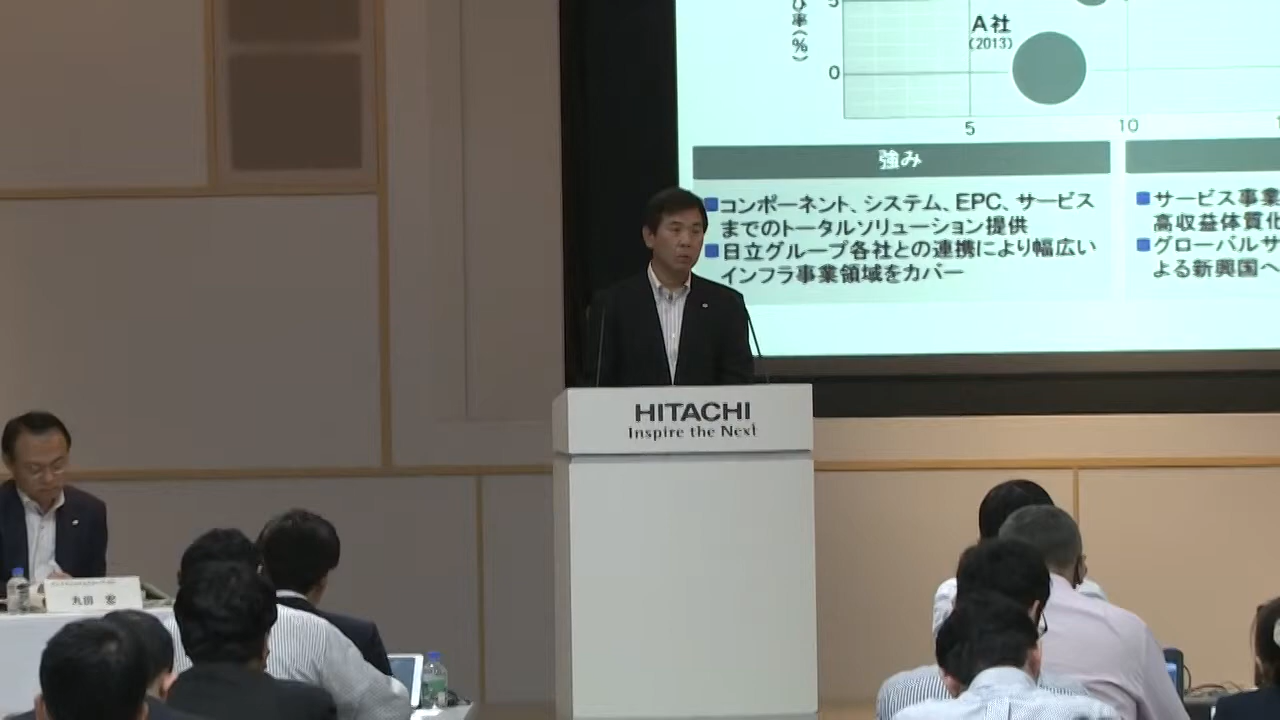 5
率(%)
A社
(2013)
0
5
10
強み
■コンポーネント、システム、EPC、サービス
までのトータルソリューション提供
■日立グループ各社との連携により幅広い
インフラ事業領域をカバー
■サービス事業
高収益体質化
■グローバルサ
よる新興国へ
HITACHI
Inspire the Next